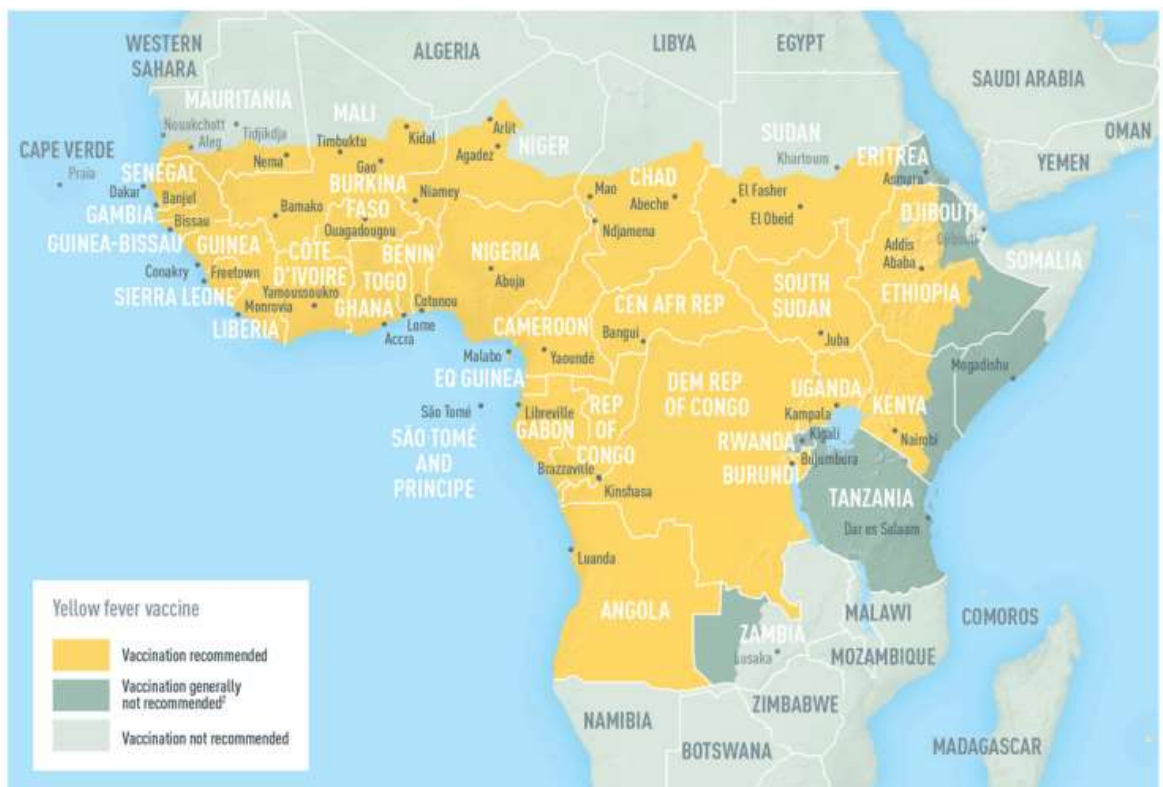 WESTERN
SAHARA
ALGERIA
LIBYA
EGYPT
SAUDI ARABIA
OMAN
YEMEN
MAURITANIA
Nouakchott
Tidjikdja
Aleg
MALI
Timbuktu
Kidal
Arlit
Agadez
NIGER
SUDAN
Khartoum
ERITREA
Asmara
CAPE VERDE
Praia
Nema
Gao
SENÉGAL
Dakar
Banjul
GAMBIA
Bissau
GUINEA-BISSAU
BURKINA
FASO
Niamey
Bamako
Ouagadougou
CHAD
Mao
Abeche
Ndjamena
El Fasher
El Obeid
DJIBOUTI
Djibouti
SOMALIA
GUINEA
Conakry
Freetown
SIERRA LEONE
Monrovia
LIBERIA
CÔTE
D'IVOIRE
Yamoussoukro
BENIN
TOGO
GHANA
Cotonou
Lome
Accra
NIGERIA
Abuja
Addis
Ababa
ETHIOPIA
SOUTH
SUDAN
Juba
CEN AFR REP
Bangui
CAMEROON
Yaoundé
Malabo
EQ GUINEA
São Tomé
SÃO TOMÉ
AND
PRINCIPE
Libreville
GABON
REP
OF
CONGO
Brazzaville
Kinshasa
DEM REP
OF CONGO
UGANDA
Kampala
KENYA
Nairobi
Mogadishu
RWANDA
Kigali
Bujumbura
BURUNDI
TANZANIA
Dar es Salaam
Luanda
ANGOLA
ZAMBIA
Lusaka
MALAWI
COMOROS
MOZAMBIQUE
ZIMBABWE
NAMIBIA
BOTSWANA
MADAGASCAR
Yellow fever vaccine
Vaccination recommended
Vaccination generally
not recommended²
Vaccination not recommended